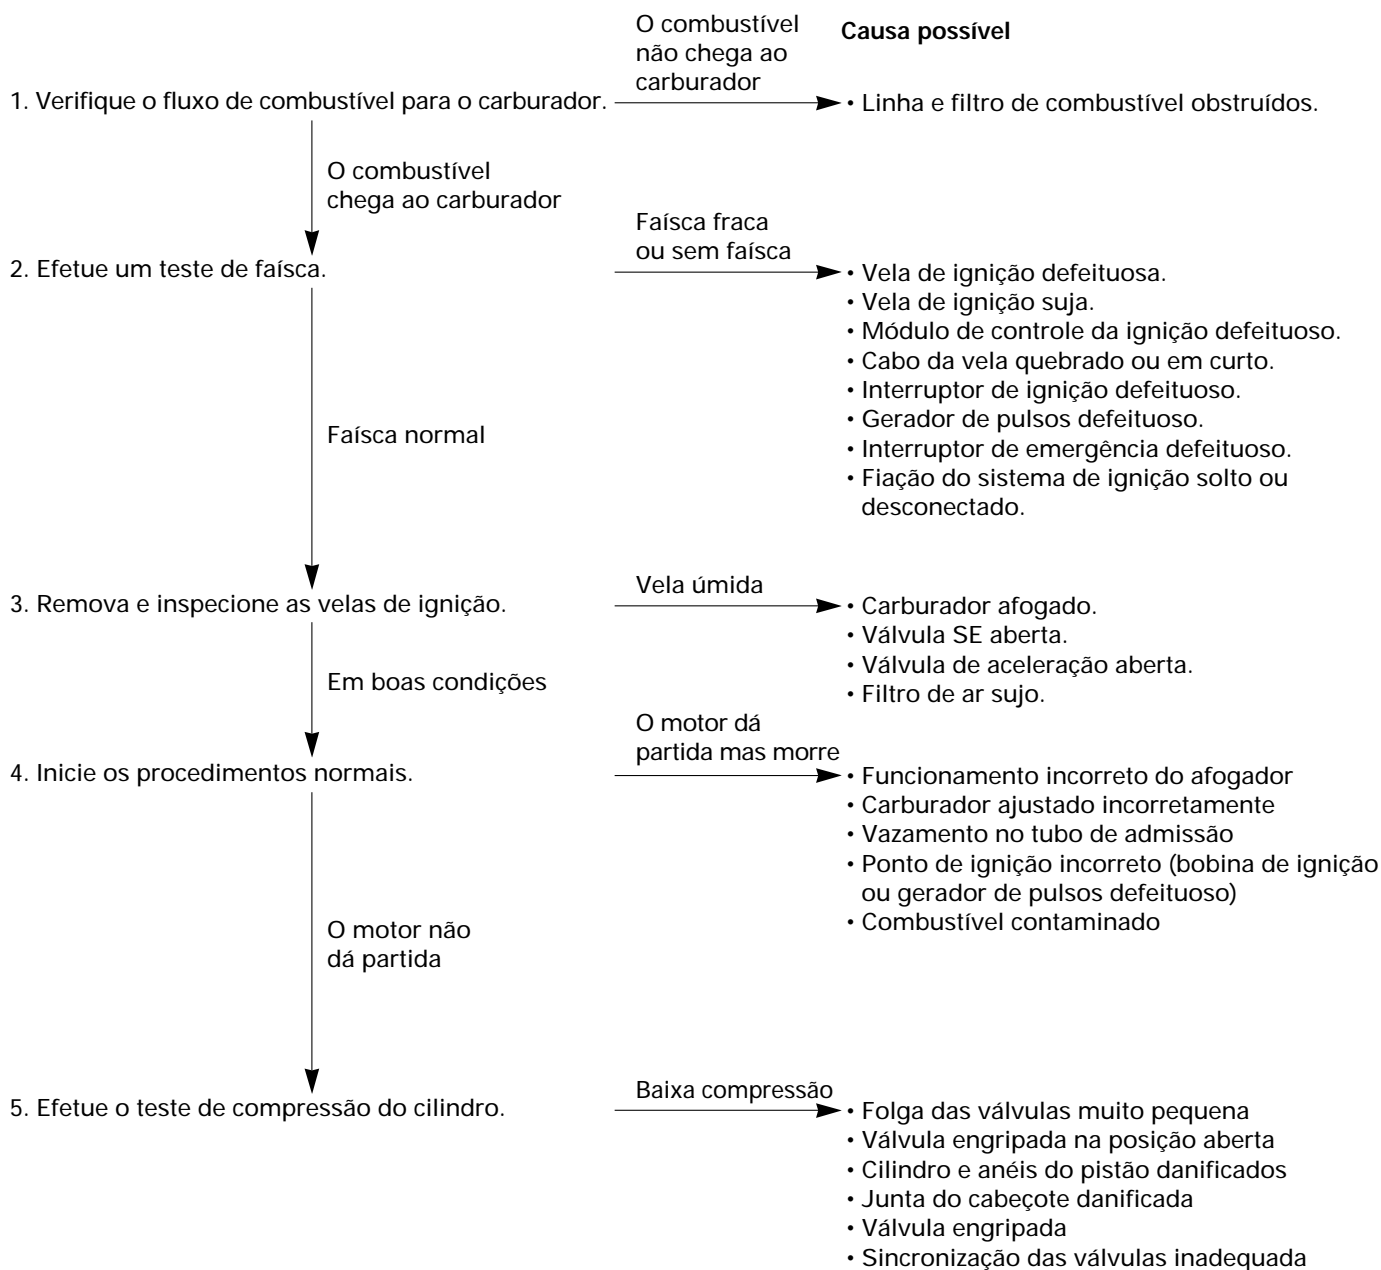 O combustível
não chega ao
carburador
Causa possível
1. Verifique o fluxo de combustível para o carburador.
• Linha e filtro de combustível obstruídos.
O combustível
chega ao carburador
Faísca fraca
ou sem faísca
2. Efetue um teste de faísca.
• Vela de ignição defeituosa.
• Vela de ignição suja.
• Módulo de controle da ignição defeituoso.
• Cabo da vela quebrado ou em curto.
• Interruptor de ignição defeituoso.
• Gerador de pulsos defeituoso.
• Interruptor de emergência defeituoso.
• Fiação do sistema de ignição solto ou
desconectado.
Faísca normal
Vela úmida
3. Remova e inspecione as velas de ignição.
• Carburador afogado.
• Válvula SE aberta.
• Válvula de aceleração aberta.
• Filtro de ar sujo.
Em boas condições
O motor dá
partida mas morre
4. Inicie os procedimentos normais.
• Funcionamento incorreto do afogador
• Carburador ajustado incorretamente
• Vazamento no tubo de admissão
• Ponto de ignição incorreto (bobina de ignição
ou gerador de pulsos defeituoso)
• Combustível contaminado
O motor não
dá partida
Baixa compressão
5. Efetue o teste de compressão do cilindro.
• Folga das válvulas muito pequena
• Válvula engripada na posição aberta
• Cilindro e anéis do pistão danificados
• Junta do cabeçote danificada
• Válvula engripada
• Sincronização das válvulas inadequada